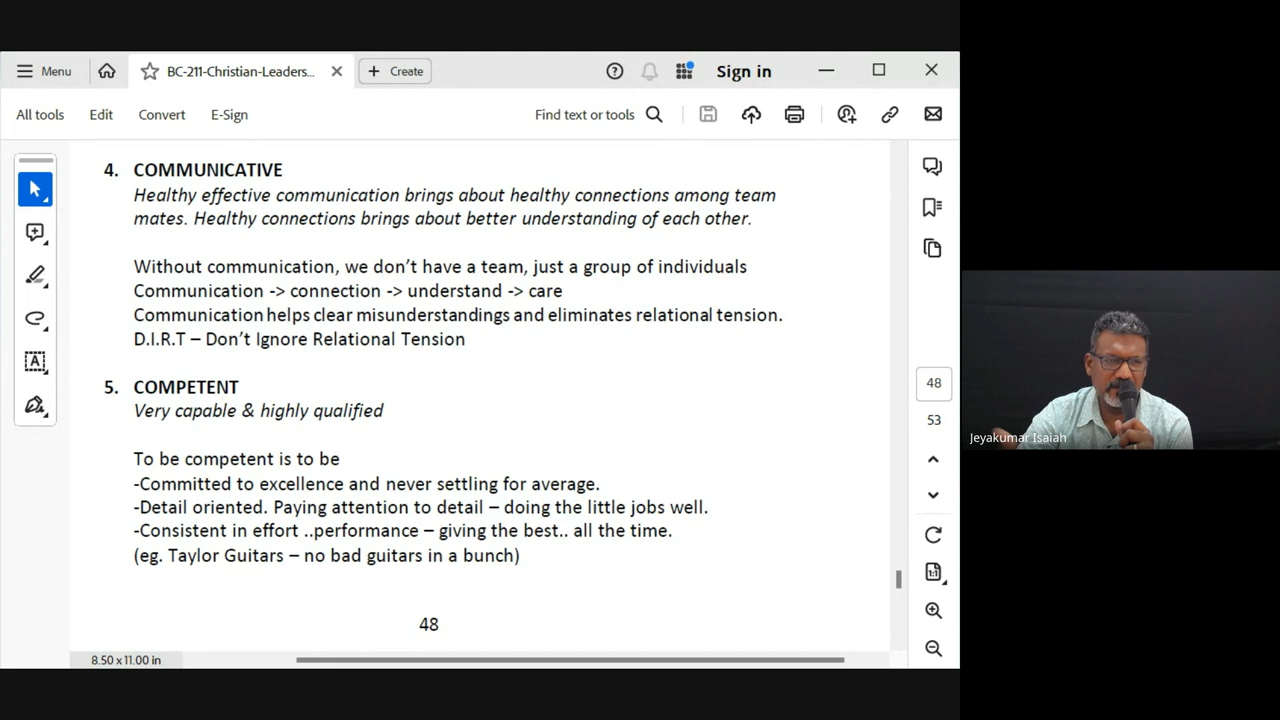 Menu
BC-211-Christian-Leaders...
Create
Sign in
All tools
Edit
Convert
E-Sign
Find text or tools
4. COMMUNICATIVE
Healthy effective communication brings about healthy connections among team
mates. Healthy connections brings about better understanding of each other.
Without communication, we don’t have a team, just a group of individuals
Communication -> connection -> understand -> care
Communication helps clear misunderstandings and eliminates relational tension.
D.I.R.T – Don’t Ignore Relational Tension
5. COMPETENT
Very capable & highly qualified
To be competent is to be
-Committed to excellence and never settling for average.
-Detail oriented. Paying attention to detail – doing the little jobs well.
-Consistent in effort ..performance – giving the best.. all the time.
(eg. Taylor Guitars – no bad guitars in a bunch)
48
8.50 x 11.00 in
48
53
1:1
Jeyakumar Isaiah